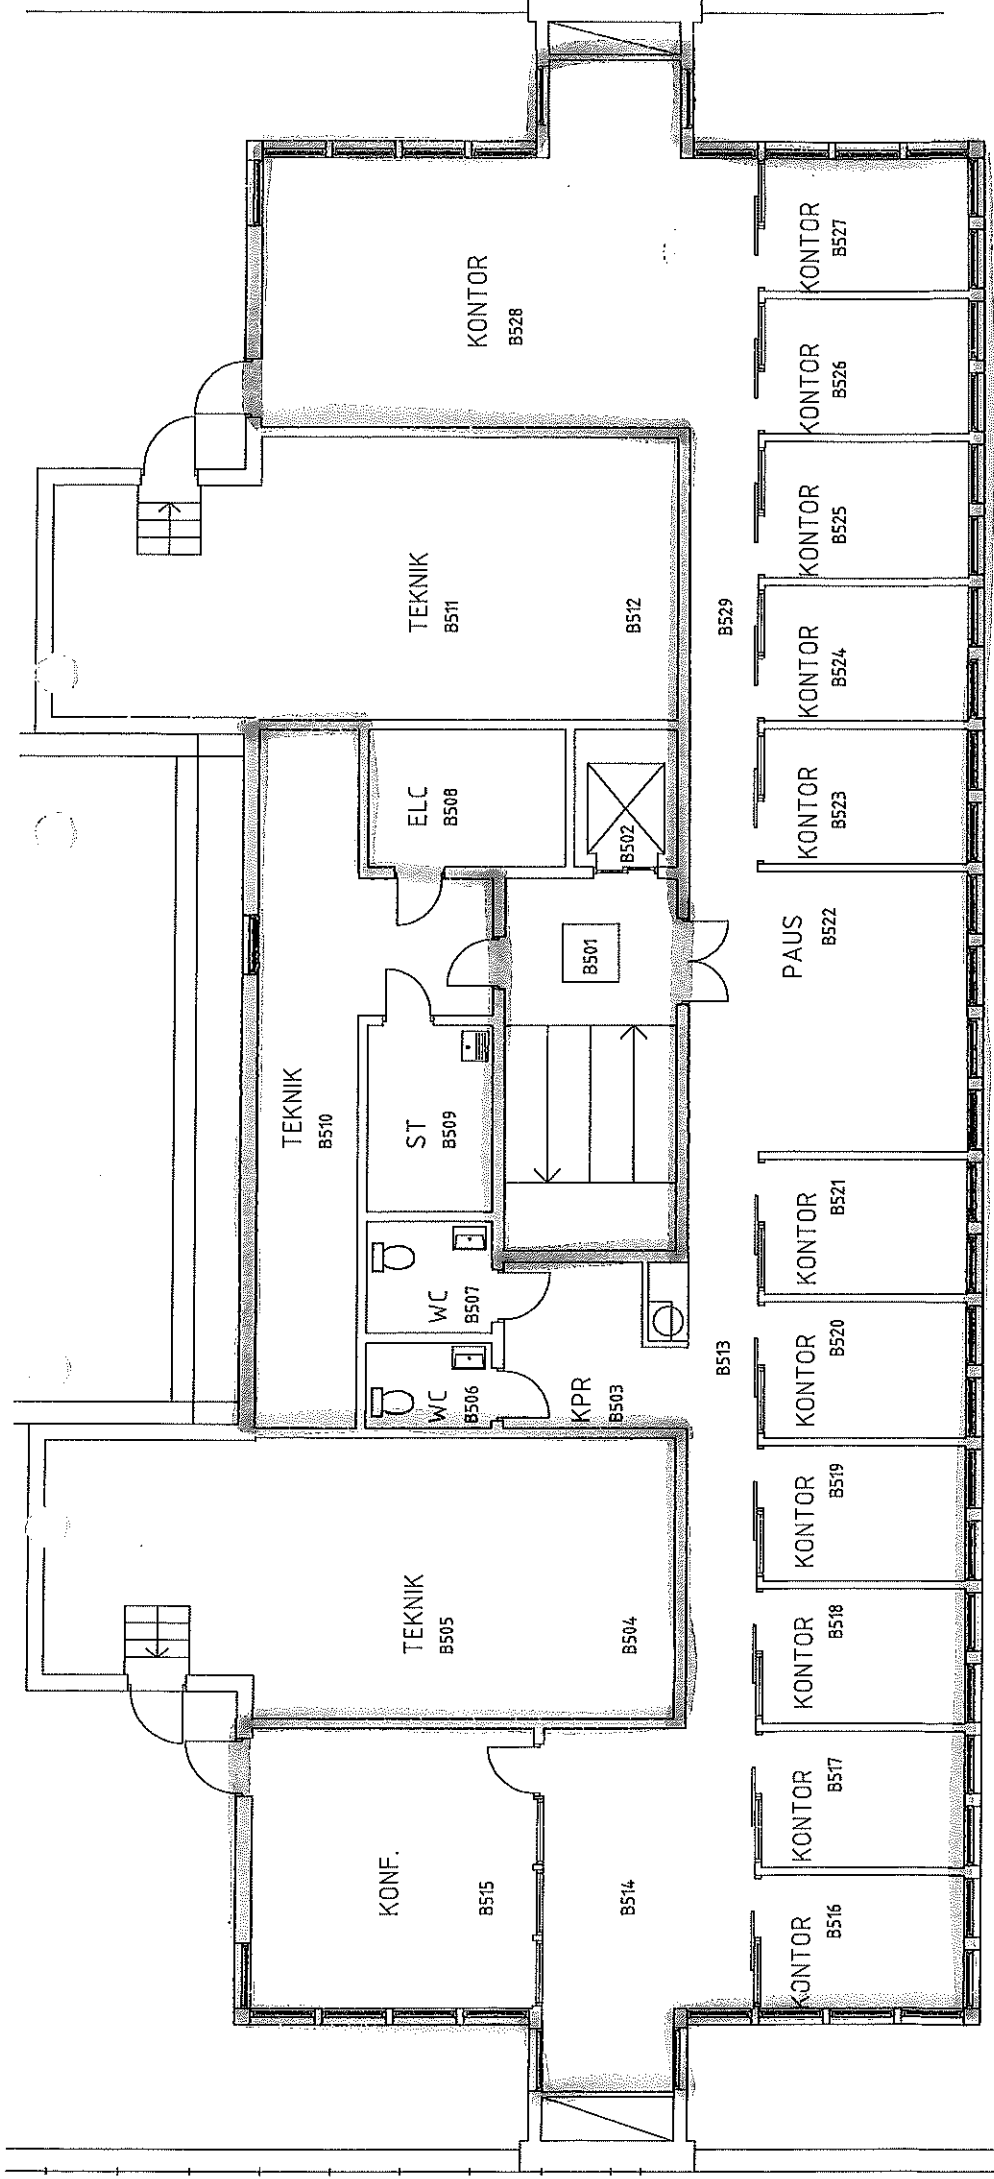 TEKNIK
B505
B504
TEKNIK
B510
TEKNIK
B511
B512
KONF.
B515
B514
WC
B506
WC
B507
ST
B509
ELC
B508
KPR
B503
B501
B502
KONTOR
B528
B513
B529
KONTOR
B516
KONTOR
B517
KONTOR
B518
KONTOR
B519
KONTOR
B520
KONTOR
B521
PAUS
B522
KONTOR
B523
KONTOR
B524
KONTOR
B525
KONTOR
B526
KONTOR
B527